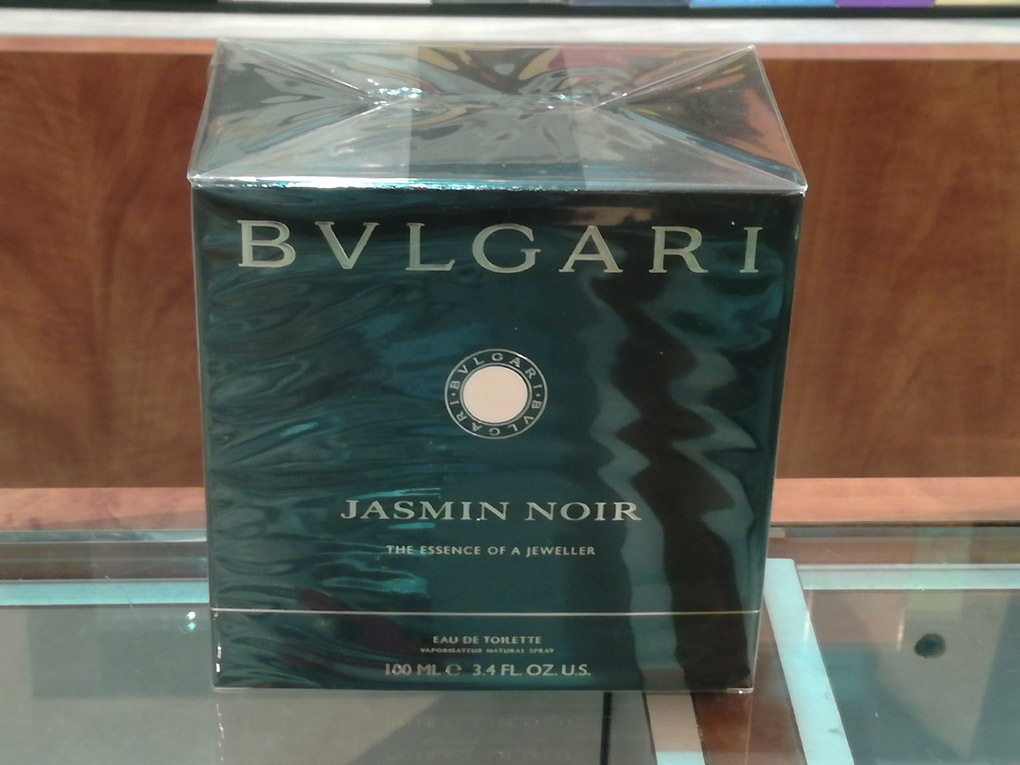 BVLGARI
BVLGARI · BVLGARI ·
JASMIN NOIR
THE ESSENCE OF A JEWELLER
EAU DE TOILETTE
VAPORISATEUR NATURAL SPRAY
100 ML ℮ 3.4 FL. OZ. U.S.